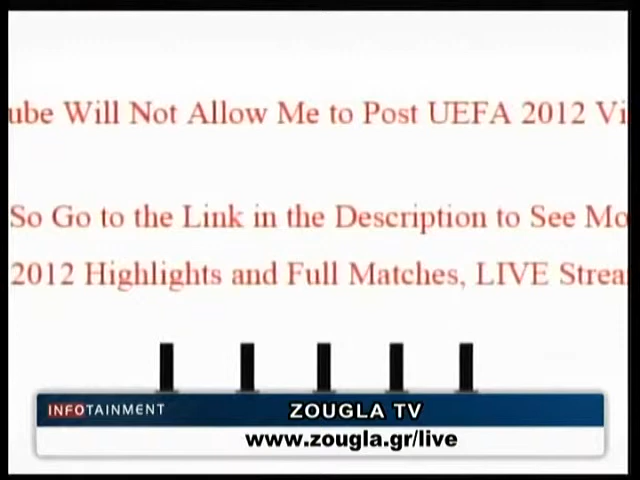 ube Will Not Allow Me to Post UEFA 2012 Vi
So Go to the Link in the Description to See Mo
2012 Highlights and Full Matches, LIVE Strea
INFOTAINMENT ZOUGLA TV
www.zougla.gr/live